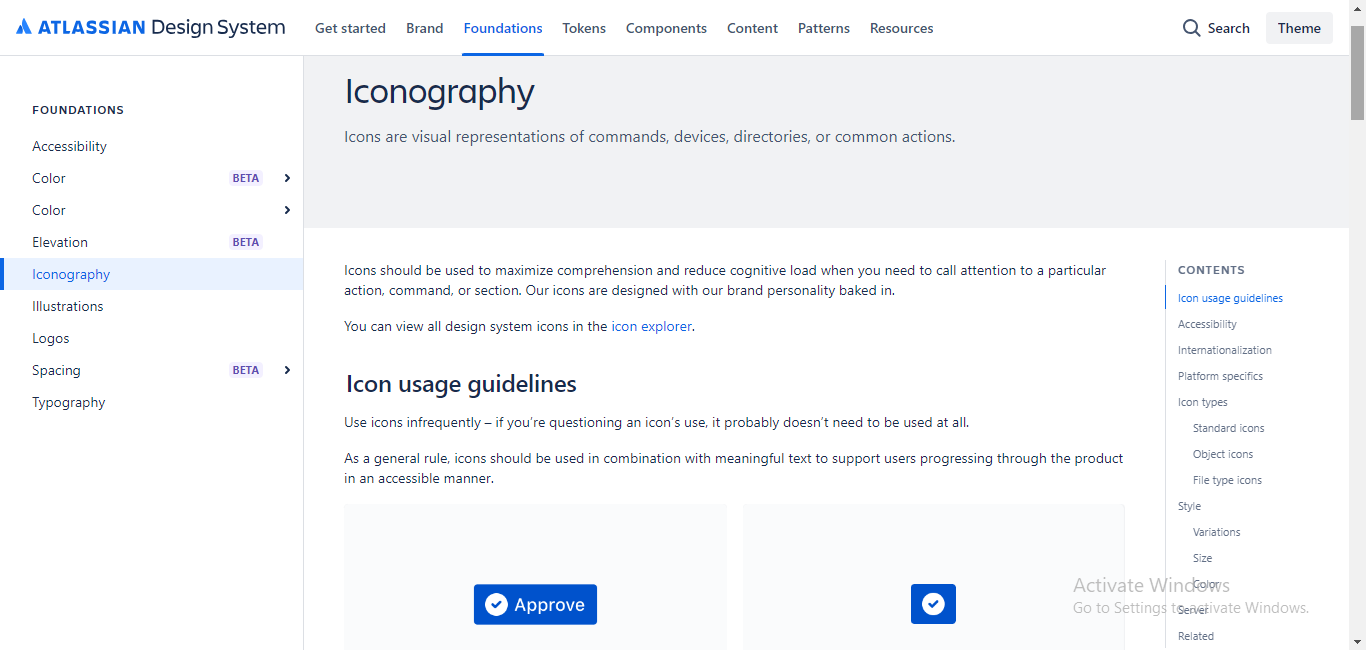 ATLASSIAN Design System
Get started
Brand
Foundations
Tokens
Components
Content
Patterns
Resources
Search
Theme
FOUNDATIONS
Accessibility
Color BETA
Color
Elevation BETA
Iconography
Illustrations
Logos
Spacing BETA
Typography
Iconography
Icons are visual representations of commands, devices, directories, or common actions.
Icons should be used to maximize comprehension and reduce cognitive load when you need to call attention to a particular
action, command, or section. Our icons are designed with our brand personality baked in.
You can view all design system icons in the icon explorer.
Icon usage guidelines
Use icons infrequently – if you’re questioning an icon’s use, it probably doesn’t need to be used at all.
As a general rule, icons should be used in combination with meaningful text to support users progressing through the product
in an accessible manner.
Approve
CONTENTS
Icon usage guidelines
Accessibility
Internationalization
Platform specifics
Icon types
Standard icons
Object icons
File type icons
Style
Variations
Size
Color
Server
Related
Activate Windows
Go to Settings to activate Windows.